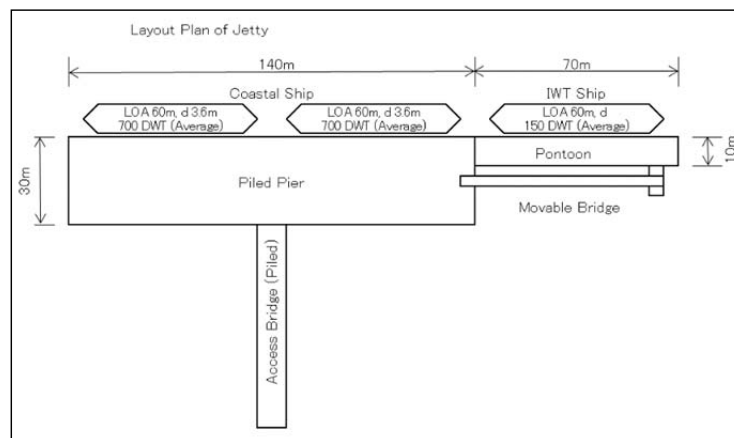 Layout Plan of Jetty
140m
70m
Coastal Ship
IWT Ship
LOA 60m, d 3.6m
700 DWT (Average)
LOA 60m, d 3.6m
700 DWT (Average)
LOA 60m, d
150 DWT (Average)
30m
Piled Pier
Pontoon
10m
Movable Bridge
Access Bridge (Piled)